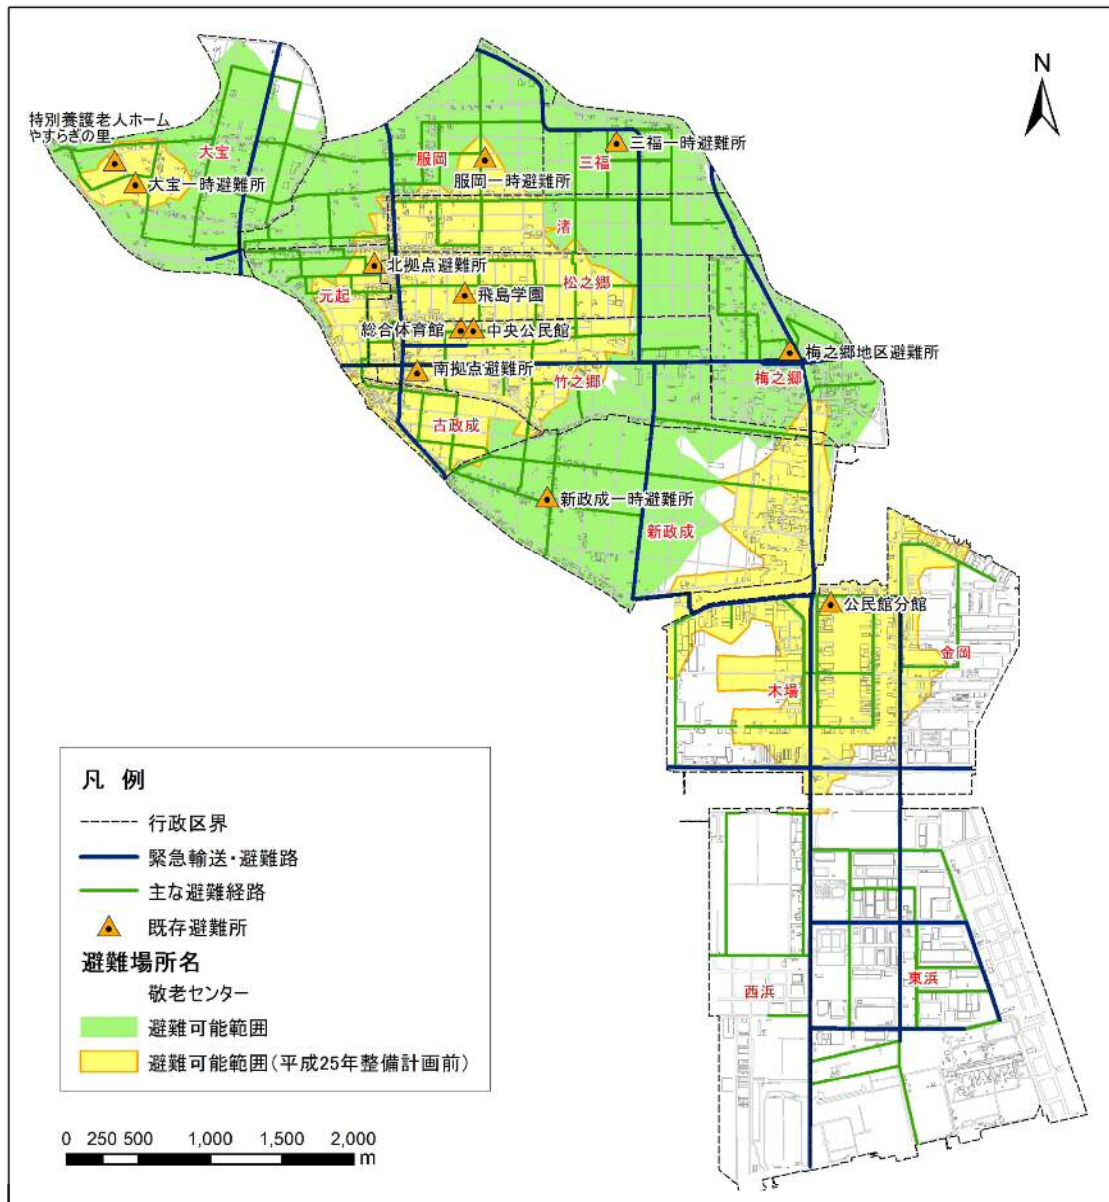 N
持別養護老人ホーム
やすらぎの里
大宝
大宝一時避難所
服岡
服岡一時避難所
三福一時避難所
三福
渚
北拠点避難所
元起
飛島学園
松之郷
総合体育館
中央公民館
梅之郷地区避難所
南拠点避難所
竹之郷
梅之郷
古政成
新政成一時避難所
新政成
公民館分館
金岡
木場
西浜
東浜
凡 例
行政区界
緊急輸送・避難路
主な避難経路
既存避難所
避難場所名
敬老センター
避難可能範囲
避難可能範囲(平成25年整備計画前)
0 250 500 1,000 1,500 2,000
m